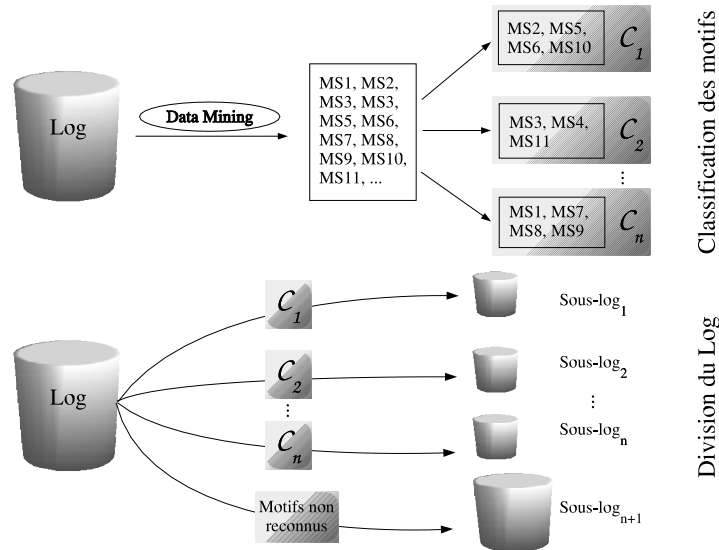 Log
Data Mining
MS1, MS2,
MS3, MS3,
MS5, MS6,
MS7, MS8,
MS9, MS10,
MS11, ...
MS2, MS5,
MS6, MS10
C1
MS3, MS4,
MS11
C2
...
MS1, MS7,
MS8, MS9
Cn
Classification des motifs
Log
C1
Sous-log1
C2
Sous-log2
...
...
Cn
Sous-logn
Motifs non
reconnus
Sous-logn+1
Division du Log